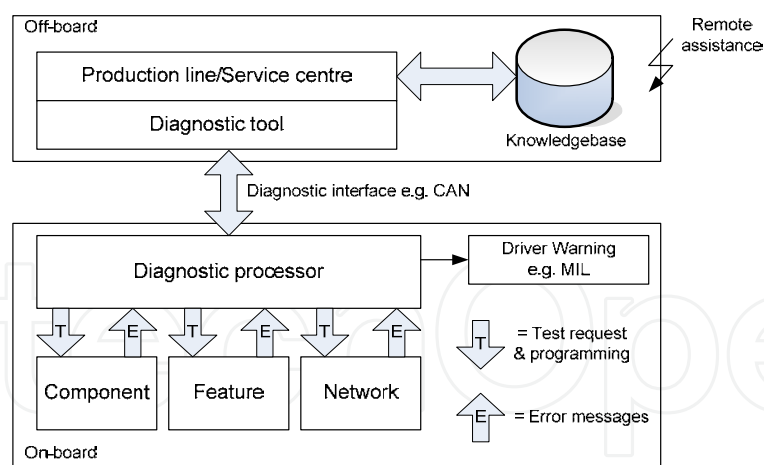 Off-board
Remote
assistance
Production line/Service centre
Diagnostic tool
Knowledgebase
Diagnostic interface e.g. CAN
Diagnostic processor
Driver Warning
e.g. MIL
T
E
T
E
T
E
T
= Test request
& programming
Component
Feature
Network
E
= Error messages
On-board